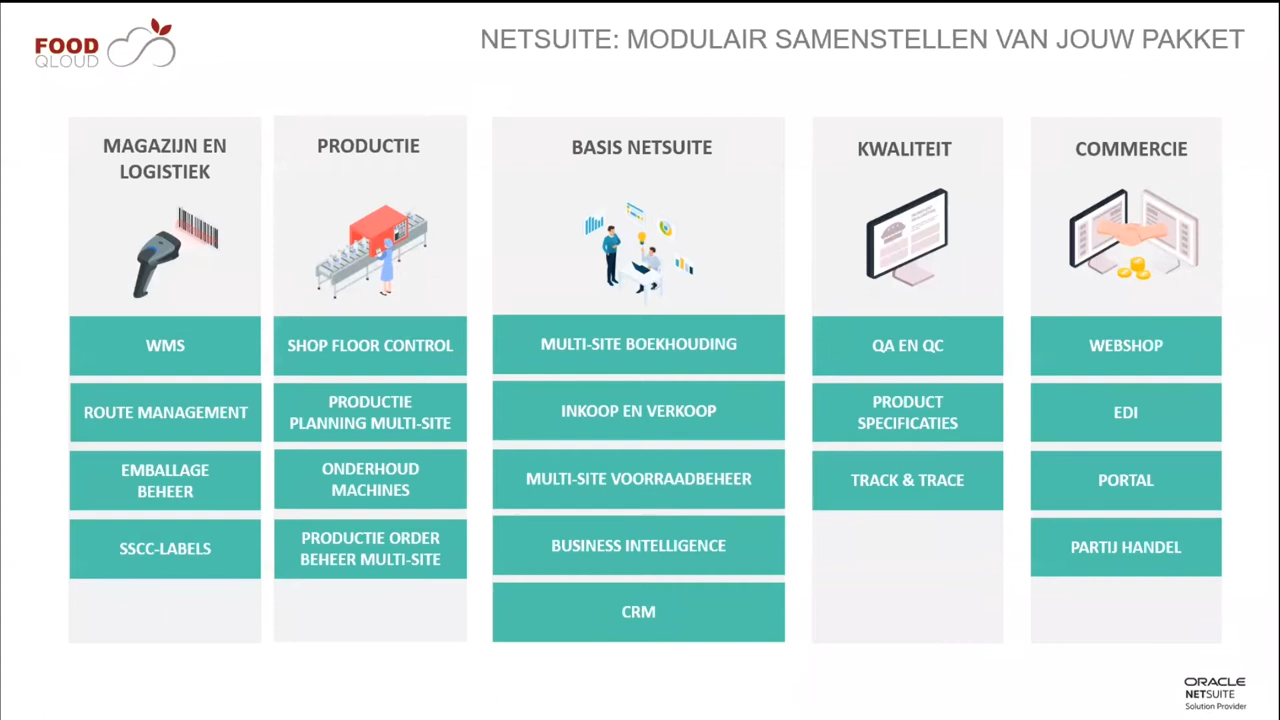 FOOD
QLOUD
NETSUITE: MODULAIR SAMENSTELLEN VAN JOUW PAKKET
MAGAZIJN EN
LOGISTIEK
WMS
ROUTE MANAGEMENT
EMBALLAGE
BEHEER
SSCC-LABELS
PRODUCTIE
SHOP FLOOR CONTROL
PRODUCTIE
PLANNING MULTI-SITE
ONDERHOUD
MACHINES
PRODUCTIE ORDER
BEHEER MULTI-SITE
BASIS NETSUITE
MULTI-SITE BOEKHOUDING
INKOOP EN VERKOOP
MULTI-SITE VOORRAADBEHEER
BUSINESS INTELLIGENCE
CRM
KWALITEIT
QA EN QC
PRODUCT
SPECIFICATIES
TRACK & TRACE
COMMERCIE
WEBSHOP
EDI
PORTAL
PARTIJ HANDEL
ORACLE
NETSUITE
Solution Provider